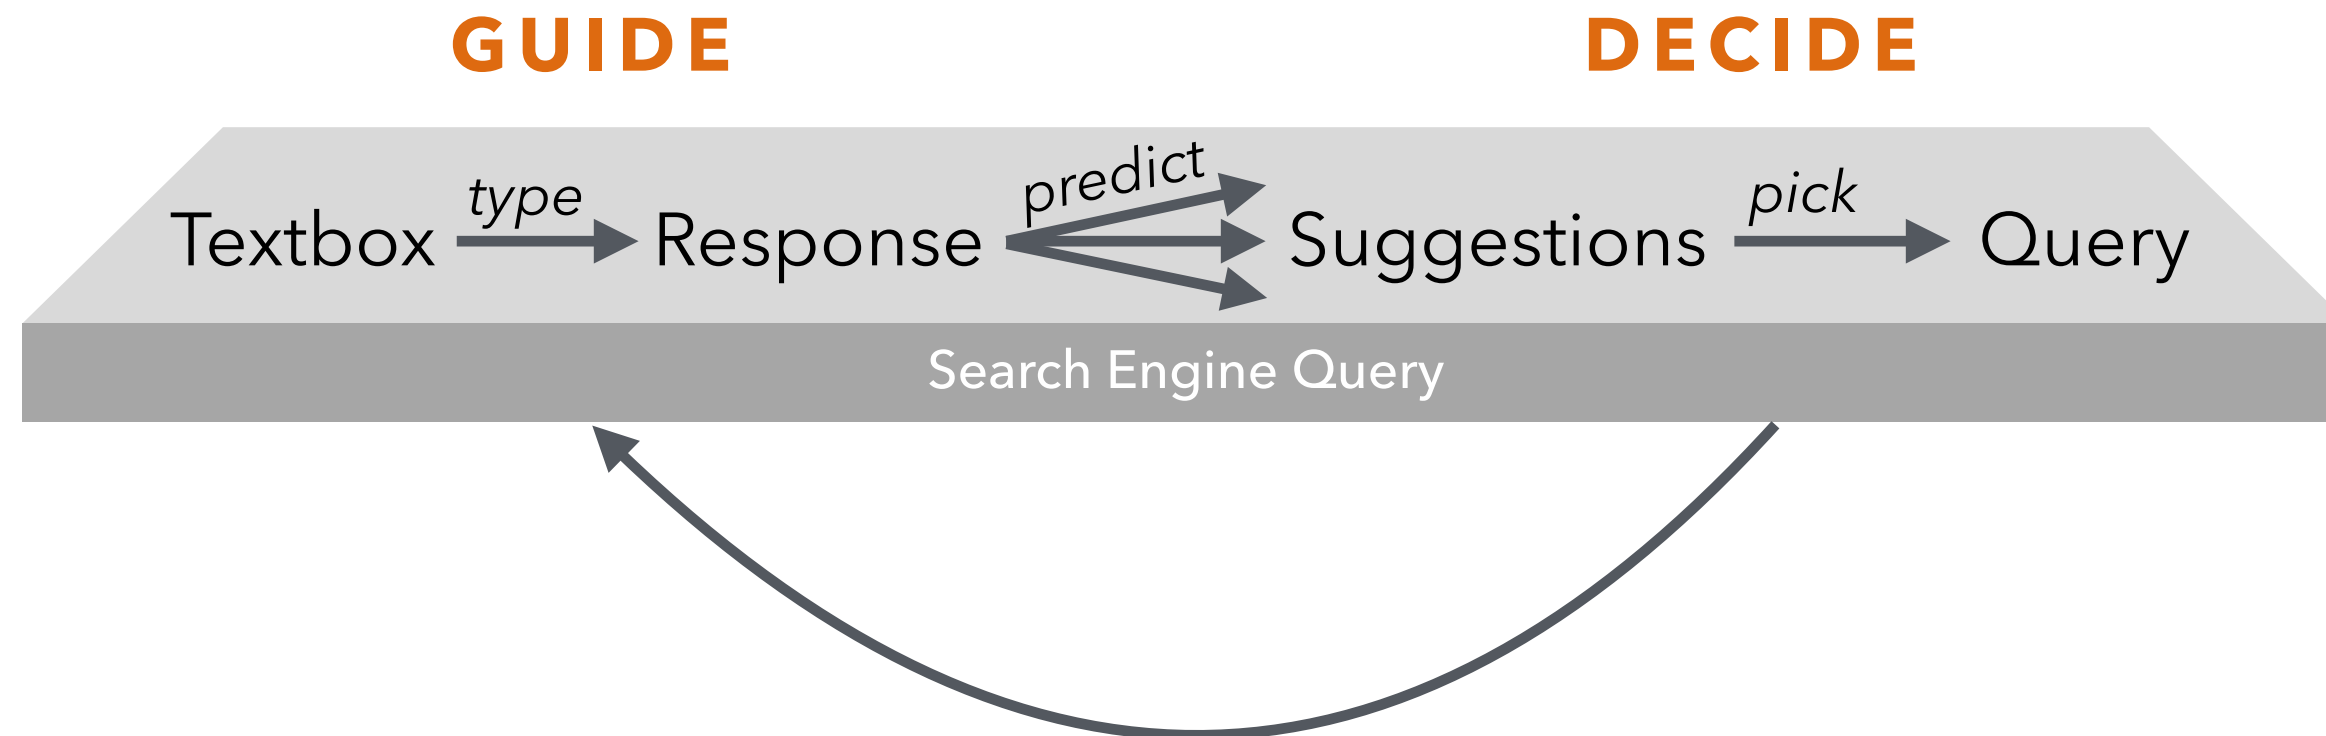 GUIDE DECIDE
type predict pick
Textbox Response Suggestions Query
Search Engine Query